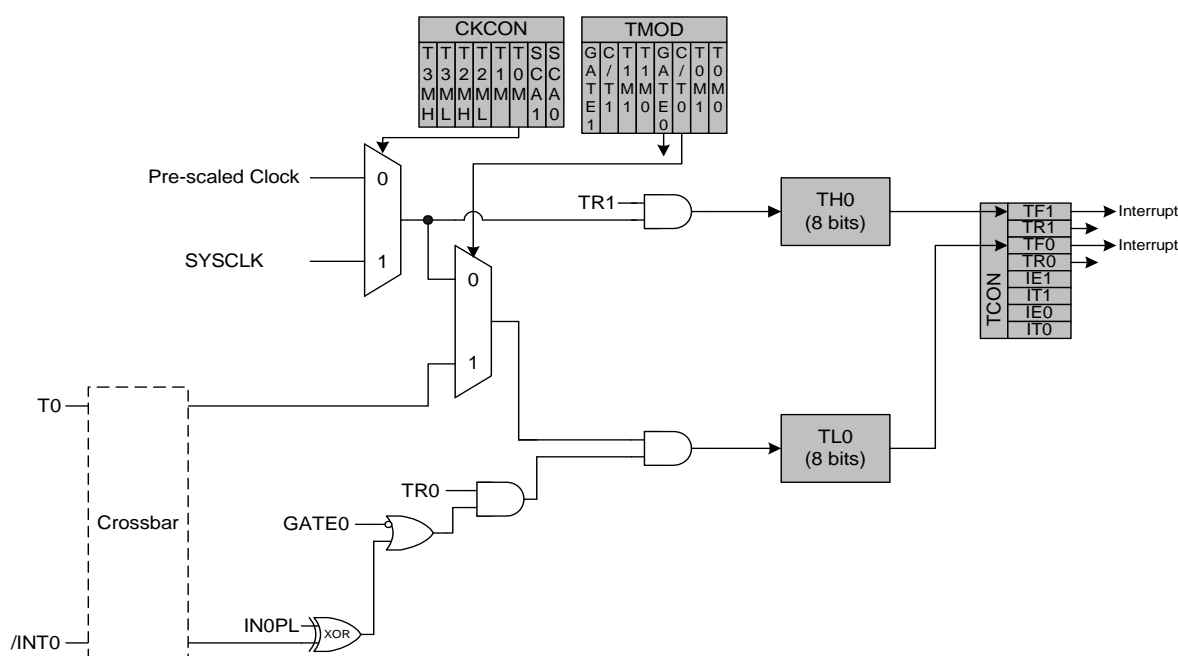 CKCON
TMOD
T3MH
T3ML
T2MH
T2ML
T1M
T0M
SCA1
SCA0
GATE1
C/T1
T1M1
T1M0
GATE0
C/T0
T0M1
T0M0
Pre-scaled Clock
0
SYSCLK
1
TR1
TH0
(8 bits)
TCON
TF1
TR1
TF0
TR0
IE1
IT1
IE0
IT0
Interrupt
Interrupt
0
1
T0
Crossbar
TL0
(8 bits)
TR0
GATE0
IN0PL
XOR
/INT0